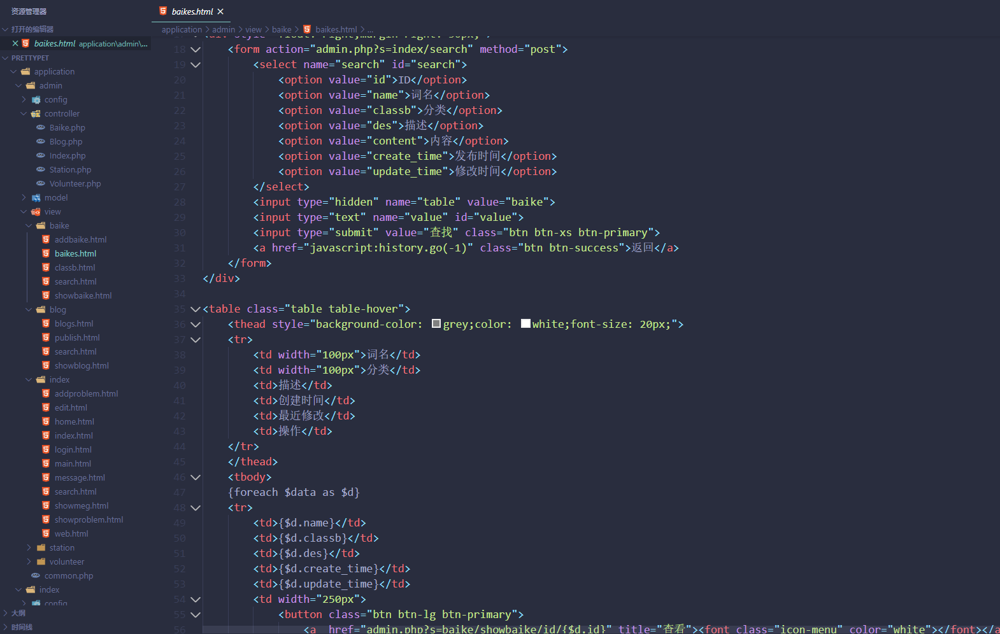 资源管理器
打开的编辑器
baikes.html application\admin\...
PRETTYPET
application
admin
config
controller
Baike.php
Blog.php
Index.php
Station.php
Volunteer.php
model
view
baike
addbaike.html
baikes.html
classb.html
search.html
showbaike.html
blog
blogs.html
publish.html
search.html
showblog.html
index
addproblem.html
edit.html
home.html
index.html
login.html
main.html
message.html
search.html
showmeg.html
showproblem.html
web.html
station
volunteer
common.php
index
config
大纲
时间线
baikes.html
application > admin > view > baike > baikes.html > ...
18 <form action="admin.php?s=index/search" method="post">
19 <select name="search" id="search">
20 <option value="id">ID</option>
21 <option value="name">词名</option>
22 <option value="classb">分类</option>
23 <option value="des">描述</option>
24 <option value="content">内容</option>
25 <option value="create_time">发布时间</option>
26 <option value="update_time">修改时间</option>
27 </select>
28 <input type="hidden" name="table" value="baike">
29 <input type="text" name="value" id="value">
30 <input type="submit" value="查找" class="btn btn-xs btn-primary">
31 <a href="javascript:history.go(-1)" class="btn btn-success">返回</a>
32 </form>
33 </div>
34
35 <table class="table table-hover">
36 <thead style="background-color: grey;color: white;font-size: 20px;">
37 <tr>
38 <td width="100px">词名</td>
39 <td width="100px">分类</td>
40 <td>描述</td>
41 <td>创建时间</td>
42 <td>最近修改</td>
43 <td>操作</td>
44 </tr>
45 </thead>
46 <tbody>
47 {foreach $data as $d}
48 <tr>
49 <td>{$d.name}</td>
50 <td>{$d.classb}</td>
51 <td>{$d.des}</td>
52 <td>{$d.create_time}</td>
53 <td>{$d.update_time}</td>
54 <td width="250px">
55 <button class="btn btn-lg btn-primary">
56 <a href="admin.php?s=baike/showbaike/id/{$d.id}" title="查看"><font class="icon-menu" color="white"></font></a